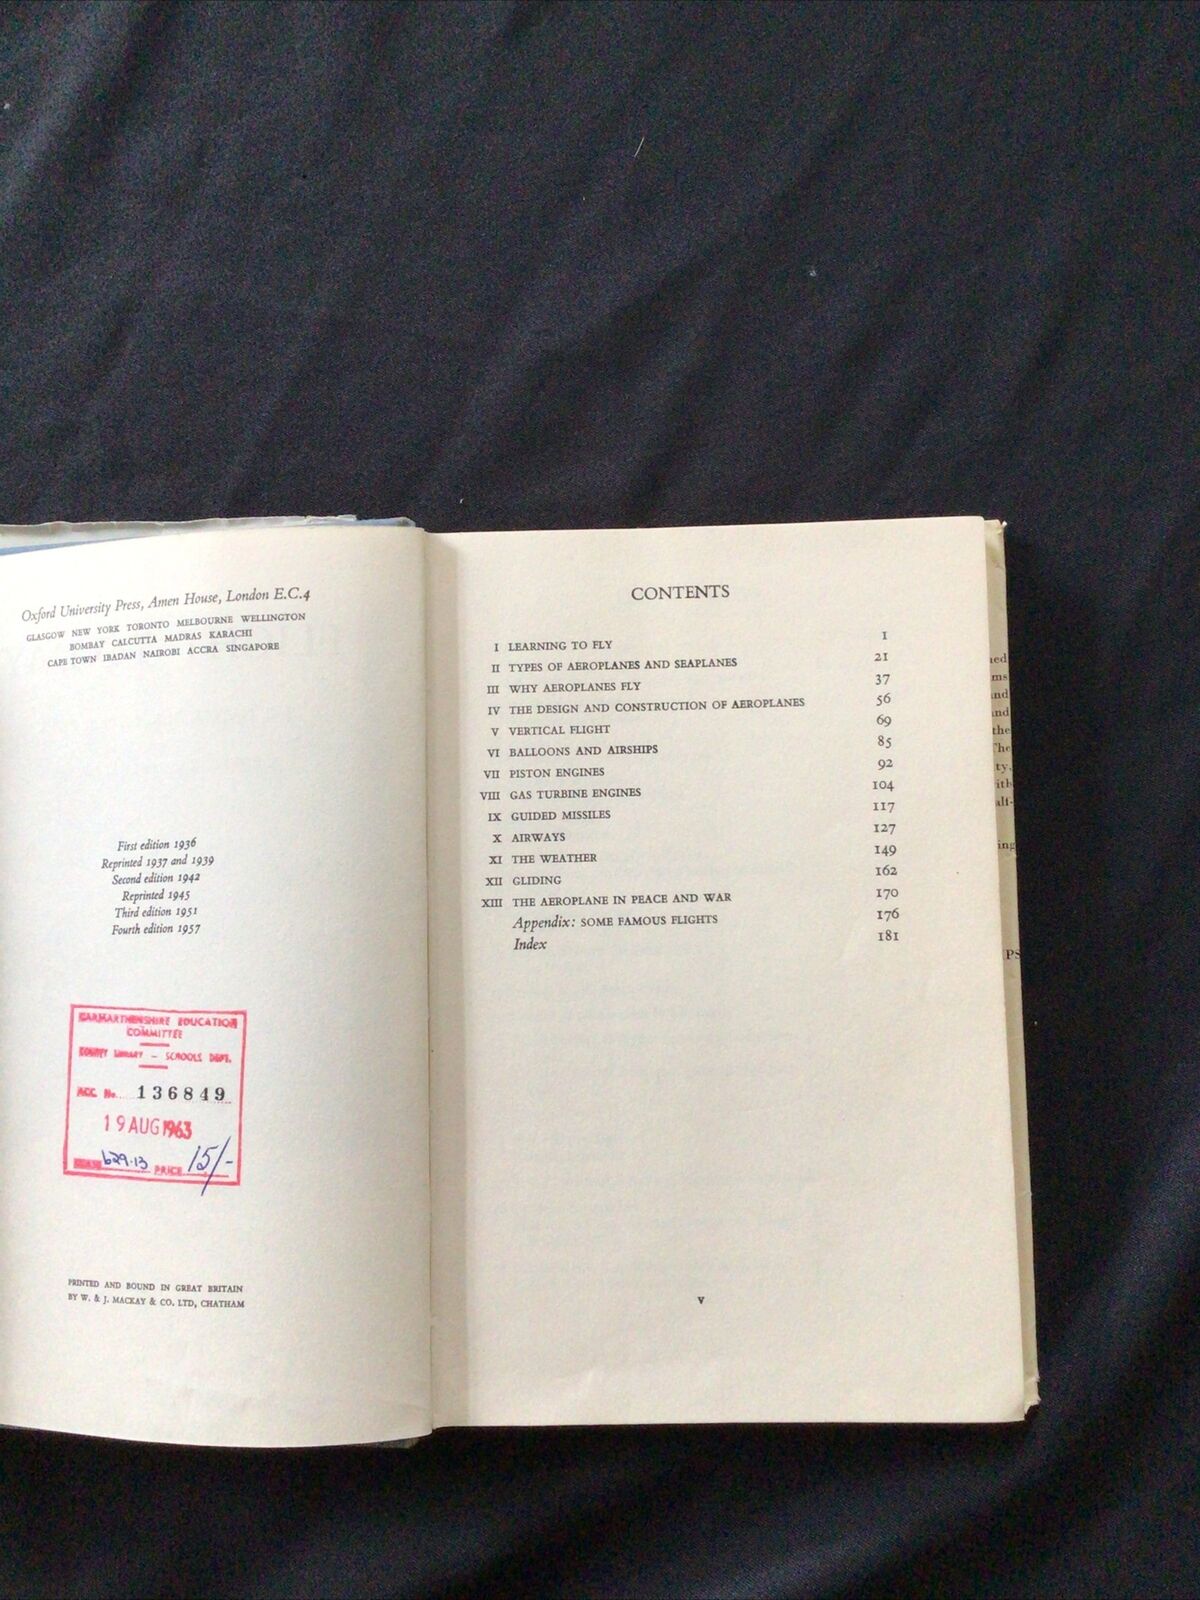 Oxford University Press, Amen House, London E.C.4
GLASGOW NEW YORK TORONTO MELBOURNE WELLINGTON
BOMBAY CALCUTTA MADRAS KARACHI
CAPE TOWN IBADAN NAIROBI ACCRA SINGAPORE
First edition 1936
Reprinted 1937 and 1939
Second edition 1942
Reprinted 1945
Third edition 1951
Fourth edition 1957
CARMARTHENSHIRE EDUCATION
COMMITTEE
COUNTY LIBRARY – SCHOOLS DEPT.
ACC. No. 136849
19 AUG 1963
629.13 PRICE 15/-
PRINTED AND BOUND IN GREAT BRITAIN
BY W. & J. MACKAY & CO. LTD, CHATHAM
CONTENTS
I LEARNING TO FLY 1
II TYPES OF AEROPLANES AND SEAPLANES 21
III WHY AEROPLANES FLY 37
IV THE DESIGN AND CONSTRUCTION OF AEROPLANES 56
V VERTICAL FLIGHT 69
VI BALLOONS AND AIRSHIPS 85
VII PISTON ENGINES 92
VIII GAS TURBINE ENGINES 104
IX GUIDED MISSILES 117
X AIRWAYS 127
XI THE WEATHER 149
XII GLIDING 162
XIII THE AEROPLANE IN PEACE AND WAR 170
Appendix: SOME FAMOUS FLIGHTS 176
Index 181
v